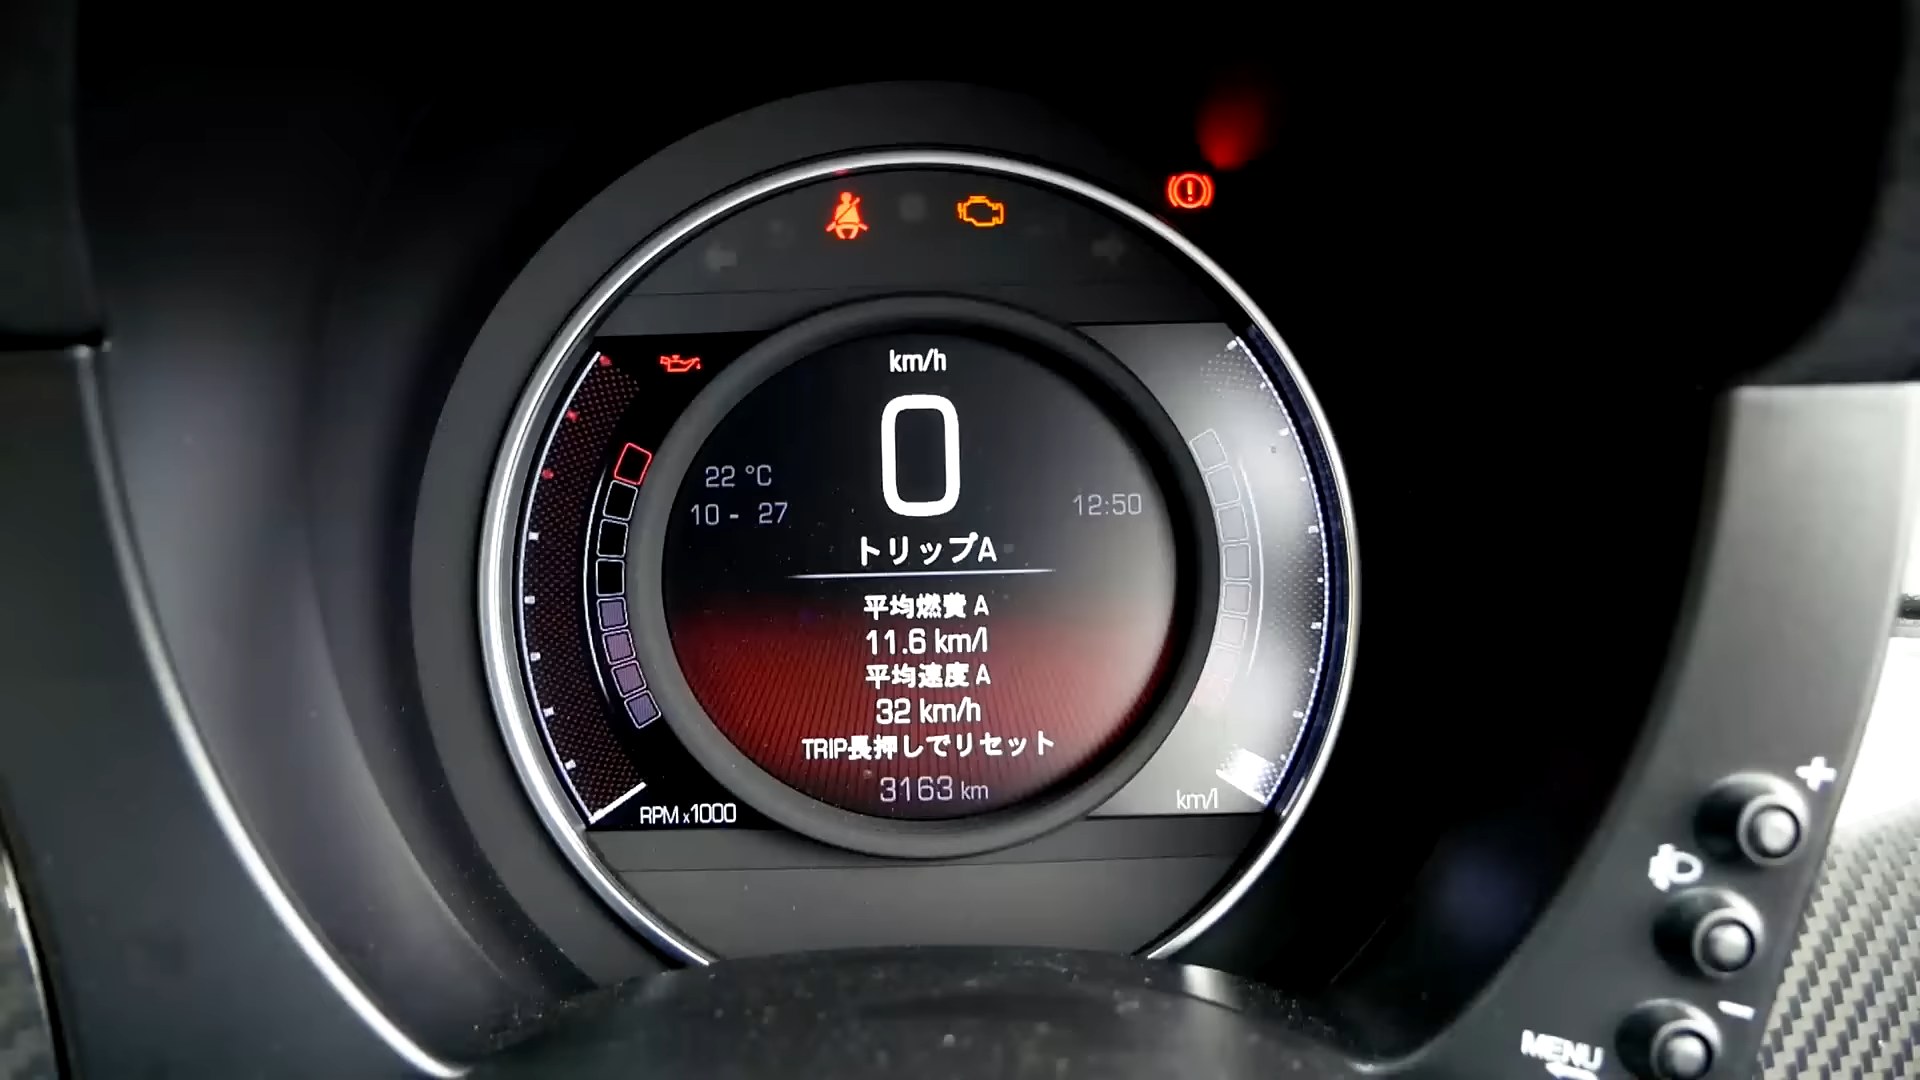 km/h
0
22 °C
10 - 27
12:50
トリップA
平均燃費 A
11.6 km/l
平均速度 A
32 km/h
TRIP長押しでリセット
3163 km
RPM x1000
km/l
+
-
MENU